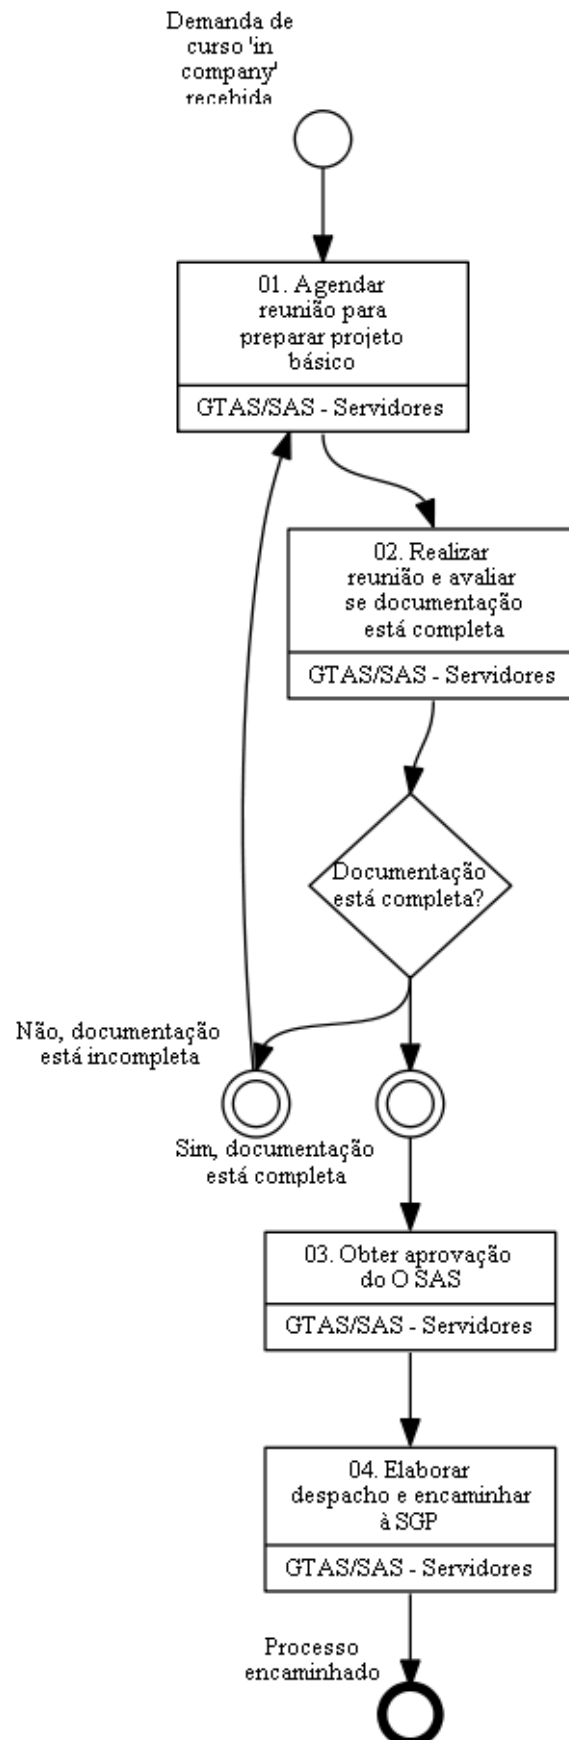 Demanda de
curso 'in
company'
recebida
01. Agendar
reunião para
preparar projeto
básico
GTAS/SAS - Servidores
02. Realizar
reunião e avaliar
se documentação
está completa
GTAS/SAS - Servidores
Documentação
está completa?
Não, documentação
está incompleta
Sim, documentação
está completa
03. Obter aprovação
do O SAS
GTAS/SAS - Servidores
04. Elaborar
despacho e encaminhar
à SGP
GTAS/SAS - Servidores
Processo
encaminhado